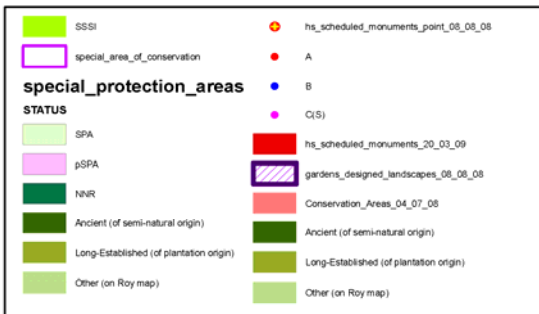 SSSI
special_area_of_conservation
special_protection_areas
STATUS
SPA
pSPA
NNR
Ancient (of semi-natural origin)
Long-Established (of plantation origin)
Other (on Roy map)
hs_scheduled_monuments_point_08_08_08
A
B
C(S)
hs_scheduled_monuments_20_03_09
gardens_designed_landscapes_08_08_08
Conservation_Areas_04_07_08
Ancient (of semi-natural origin)
Long-Established (of plantation origin)
Other (on Roy map)